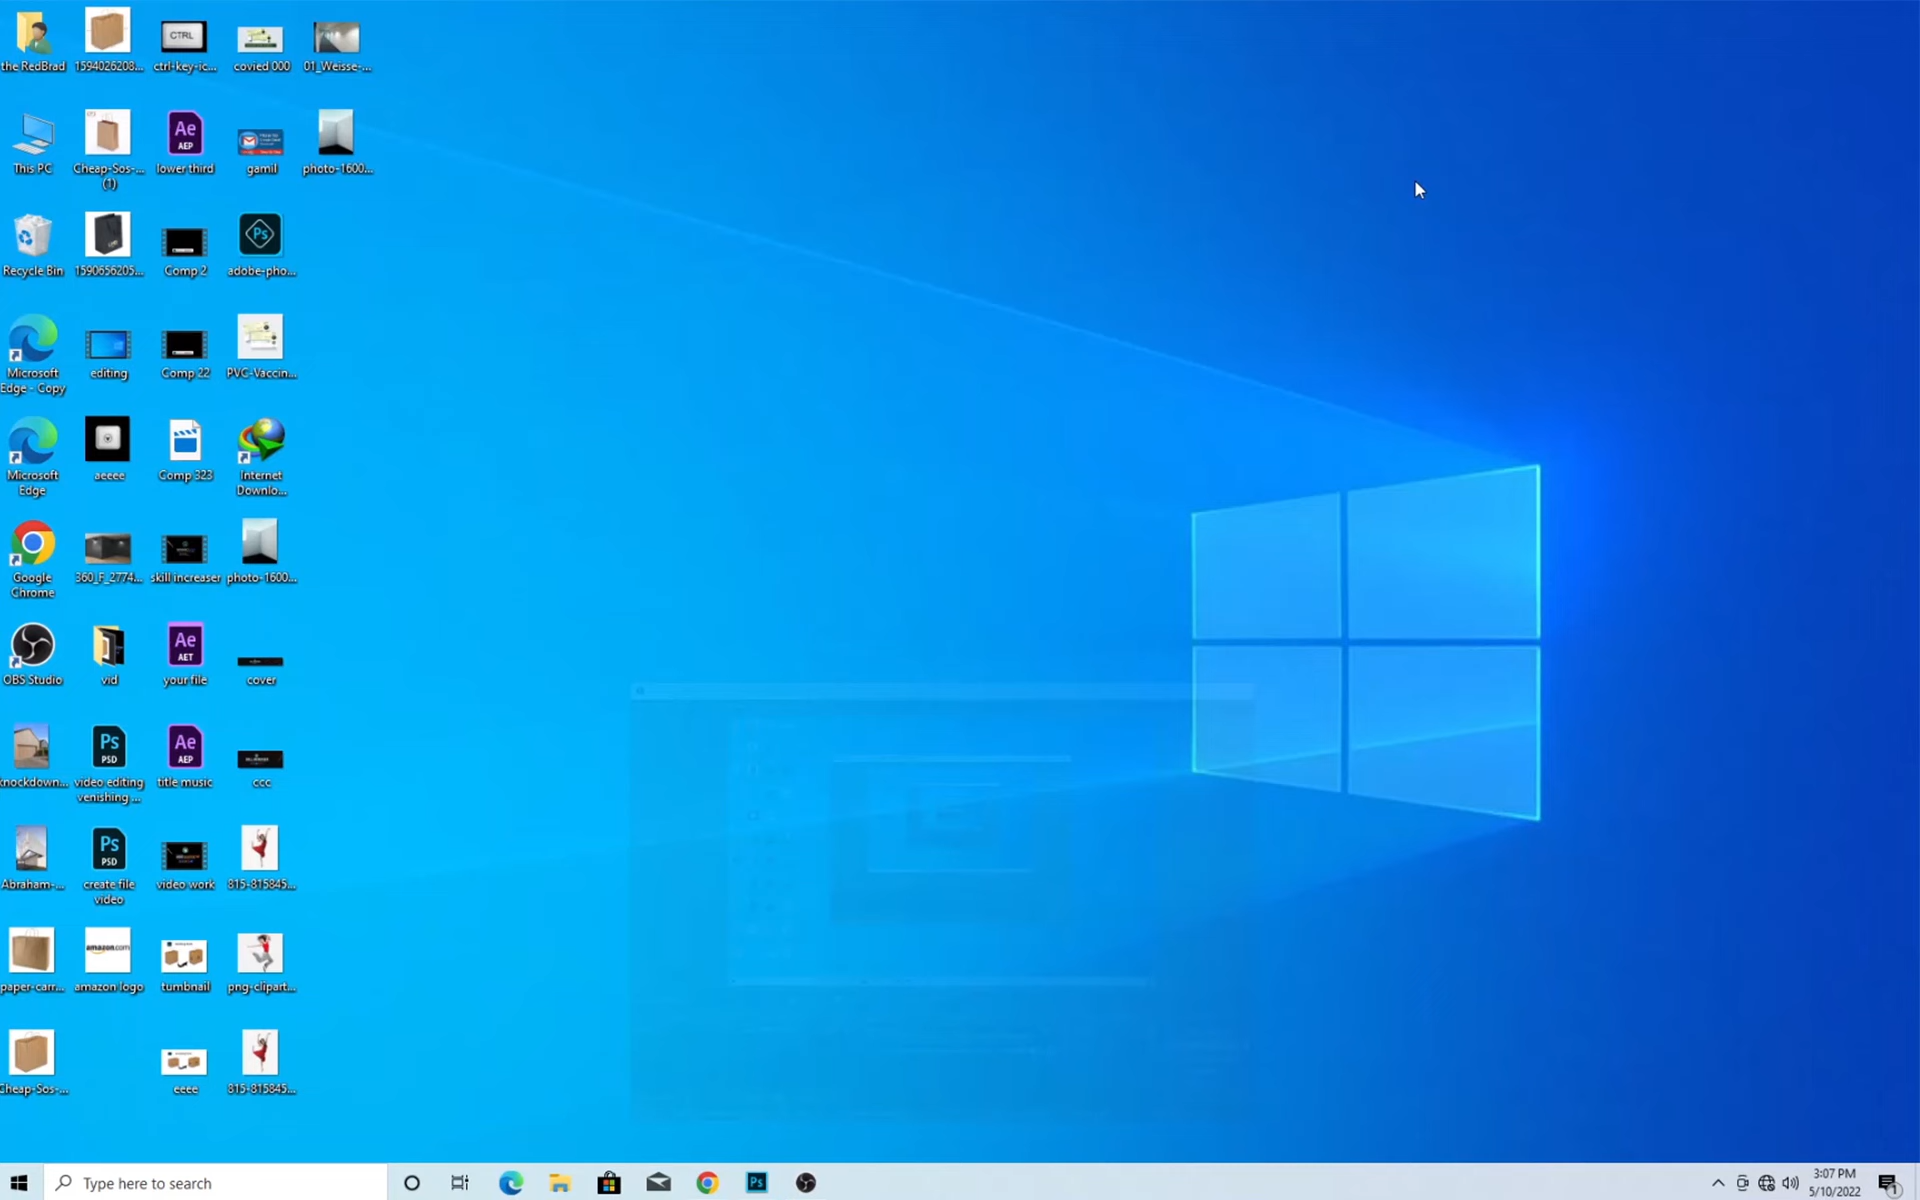 the RedBrad
1594026208...
CTRL
ctrl-key-ic...
covied 000
01_Weisse-...
This PC
Cheap-Sos-...
(1)
Ae
AEP
lower third
gamil
photo-1600...
Recycle Bin
1590656205...
Comp 2
Ps
adobe-pho...
Microsoft
Edge - Copy
editing
Comp 22
PVC-Vaccin...
Microsoft
Edge
aeeee
Comp 323
Internet
Downlo...
Google
Chrome
360_F_2774...
skill increaser
photo-1600...
OBS Studio
vid
Ae
AET
your file
cover
knockdown...
Ps
PSD
video editing
venishing ...
Ae
AEP
title music
ccc
Abraham-...
Ps
PSD
create file
video
video work
815-815845...
paper-carr...
amazon.com
amazon logo
tumbnail
png-clipart...
Cheap-Sos-...
eeee
815-815845...
Type here to search
Ps
3:07 PM
5/10/2022
1